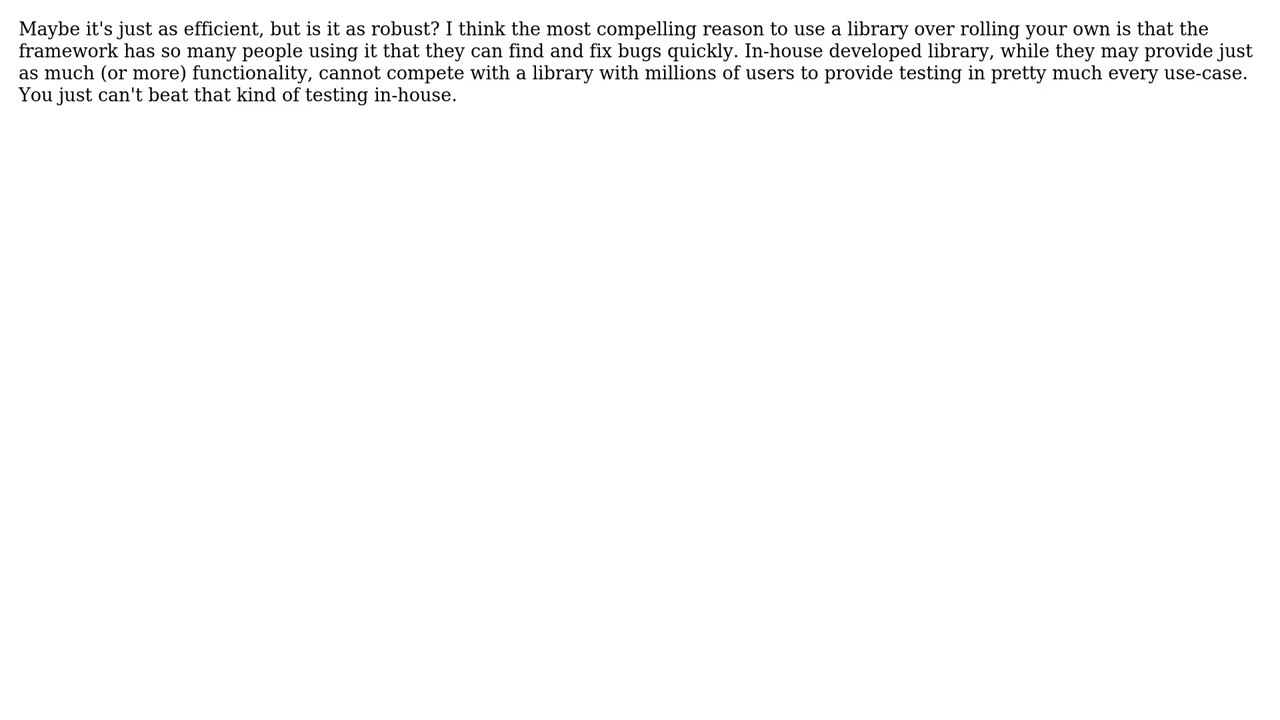 Maybe it's just as efficient, but is it as robust? I think the most compelling reason to use a library over rolling your own is that the
framework has so many people using it that they can find and fix bugs quickly. In-house developed library, while they may provide just
as much (or more) functionality, cannot compete with a library with millions of users to provide testing in pretty much every use-case.
You just can't beat that kind of testing in-house.